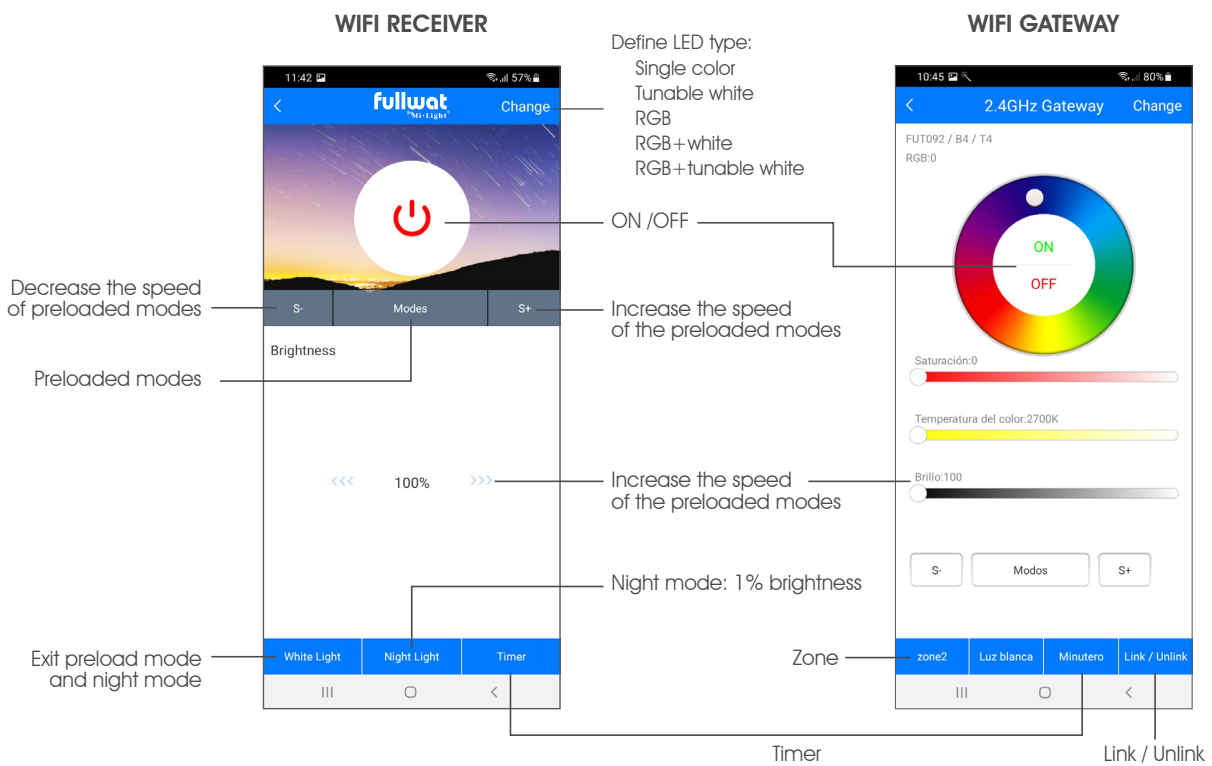 WIFI RECEIVER
WIFI GATEWAY
Define LED type:
Single color
Tunable white
RGB
RGB+white
RGB+tunable white
11:42
57%
fullwat
by Mi·Light
Change
ON /OFF
Decrease the speed
of preloaded modes
S-
Modes
S+
Increase the speed
of the preloaded modes
Brightness
Preloaded modes
100%
Increase the speed
of the preloaded modes
Night mode: 1% brightness
Exit preload mode
and night mode
White Light
Night Light
Timer
10:45
80%
2.4GHz Gateway
Change
FUT092 / B4 / T4
RGB:0
ON
OFF
Saturación:0
Temperatura del color:2700K
Brillo:100
S-
Modos
S+
Zone
zone2
Luz blanca
Minutero
Link / Unlink
Timer
Link / Unlink